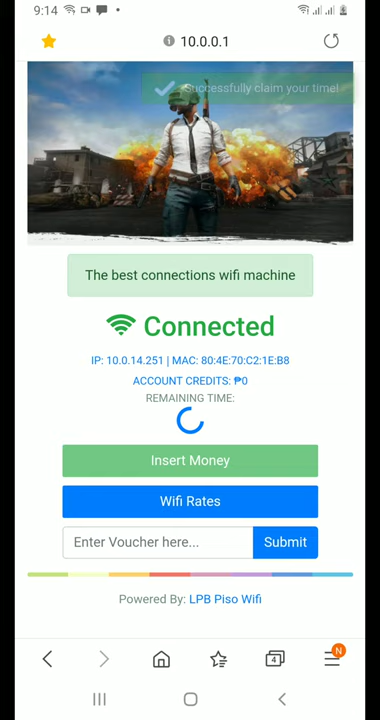 9:14
10.0.0.1
Successfully claim your time!
The best connections wifi machine
Connected
IP: 10.0.14.251 | MAC: 80:4E:70:C2:1E:B8
ACCOUNT CREDITS: ₱0
REMAINING TIME:
Insert Money
Wifi Rates
Enter Voucher here... Submit
Powered By: LPB Piso Wifi
4 N